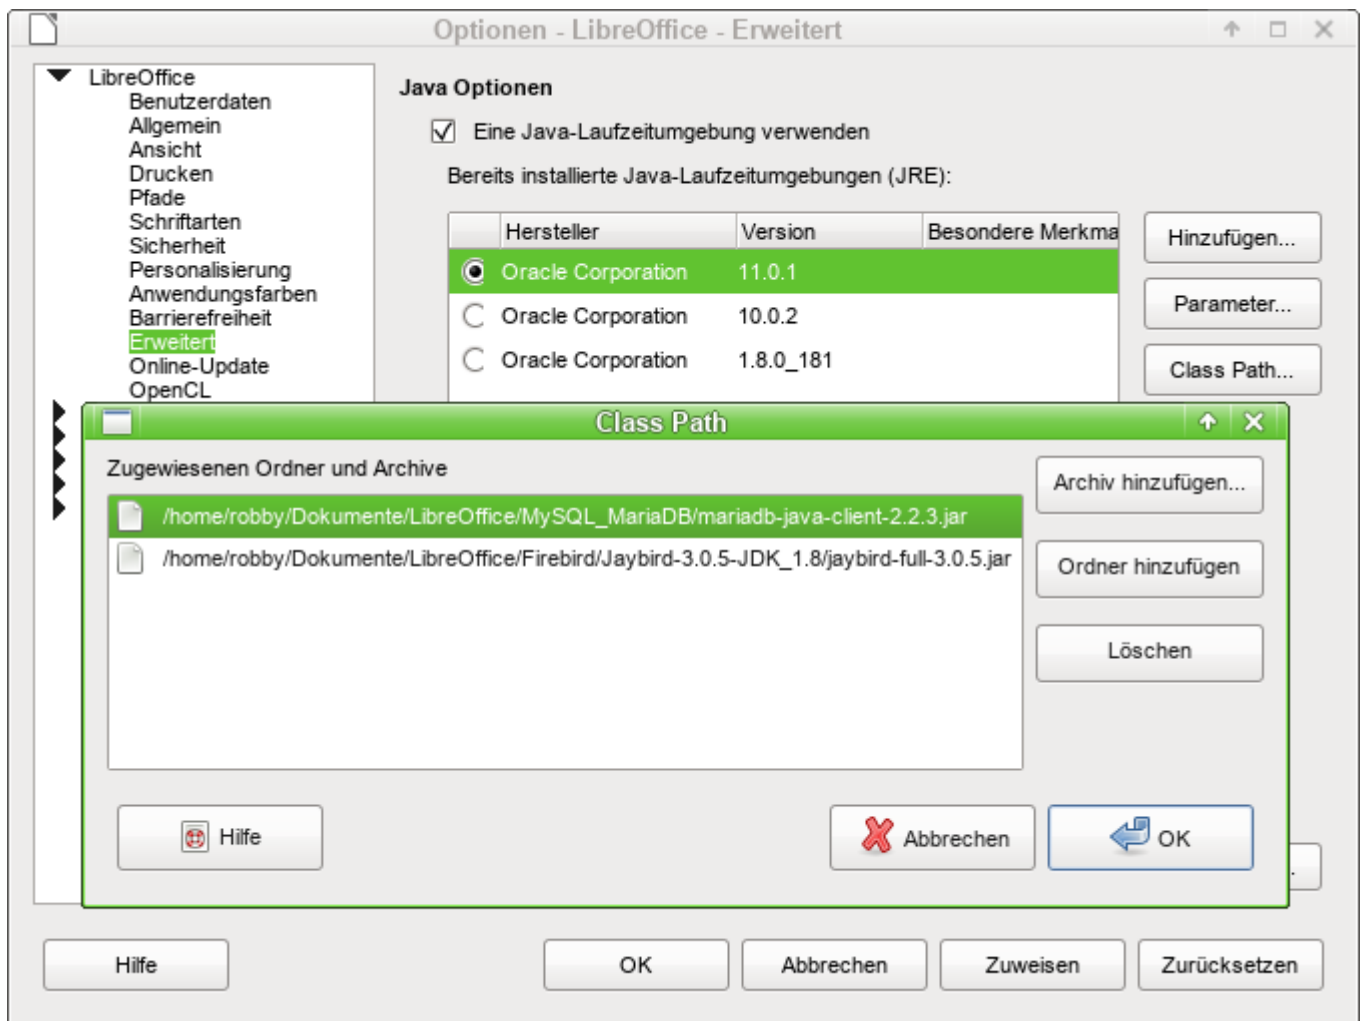 Optionen - LibreOffice - Erweitert
LibreOffice
Benutzerdaten
Allgemein
Ansicht
Drucken
Pfade
Schriftarten
Sicherheit
Personalisierung
Anwendungsfarben
Barrierefreiheit
Erweitert
Online-Update
OpenCL
Java Optionen
Eine Java-Laufzeitumgebung verwenden
Bereits installierte Java-Laufzeitumgebungen (JRE):
Hersteller Version Besondere Merkma
Oracle Corporation 11.0.1
Oracle Corporation 10.0.2
Oracle Corporation 1.8.0_181
Hinzufügen...
Parameter...
Class Path...
Class Path
Zugewiesenen Ordner und Archive
/home/robby/Dokumente/LibreOffice/MySQL_MariaDB/mariadb-java-client-2.2.3.jar
/home/robby/Dokumente/LibreOffice/Firebird/Jaybird-3.0.5-JDK_1.8/jaybird-full-3.0.5.jar
Archiv hinzufügen...
Ordner hinzufügen
Löschen
Hilfe Abbrechen OK
Hilfe OK Abbrechen Zuweisen Zurücksetzen